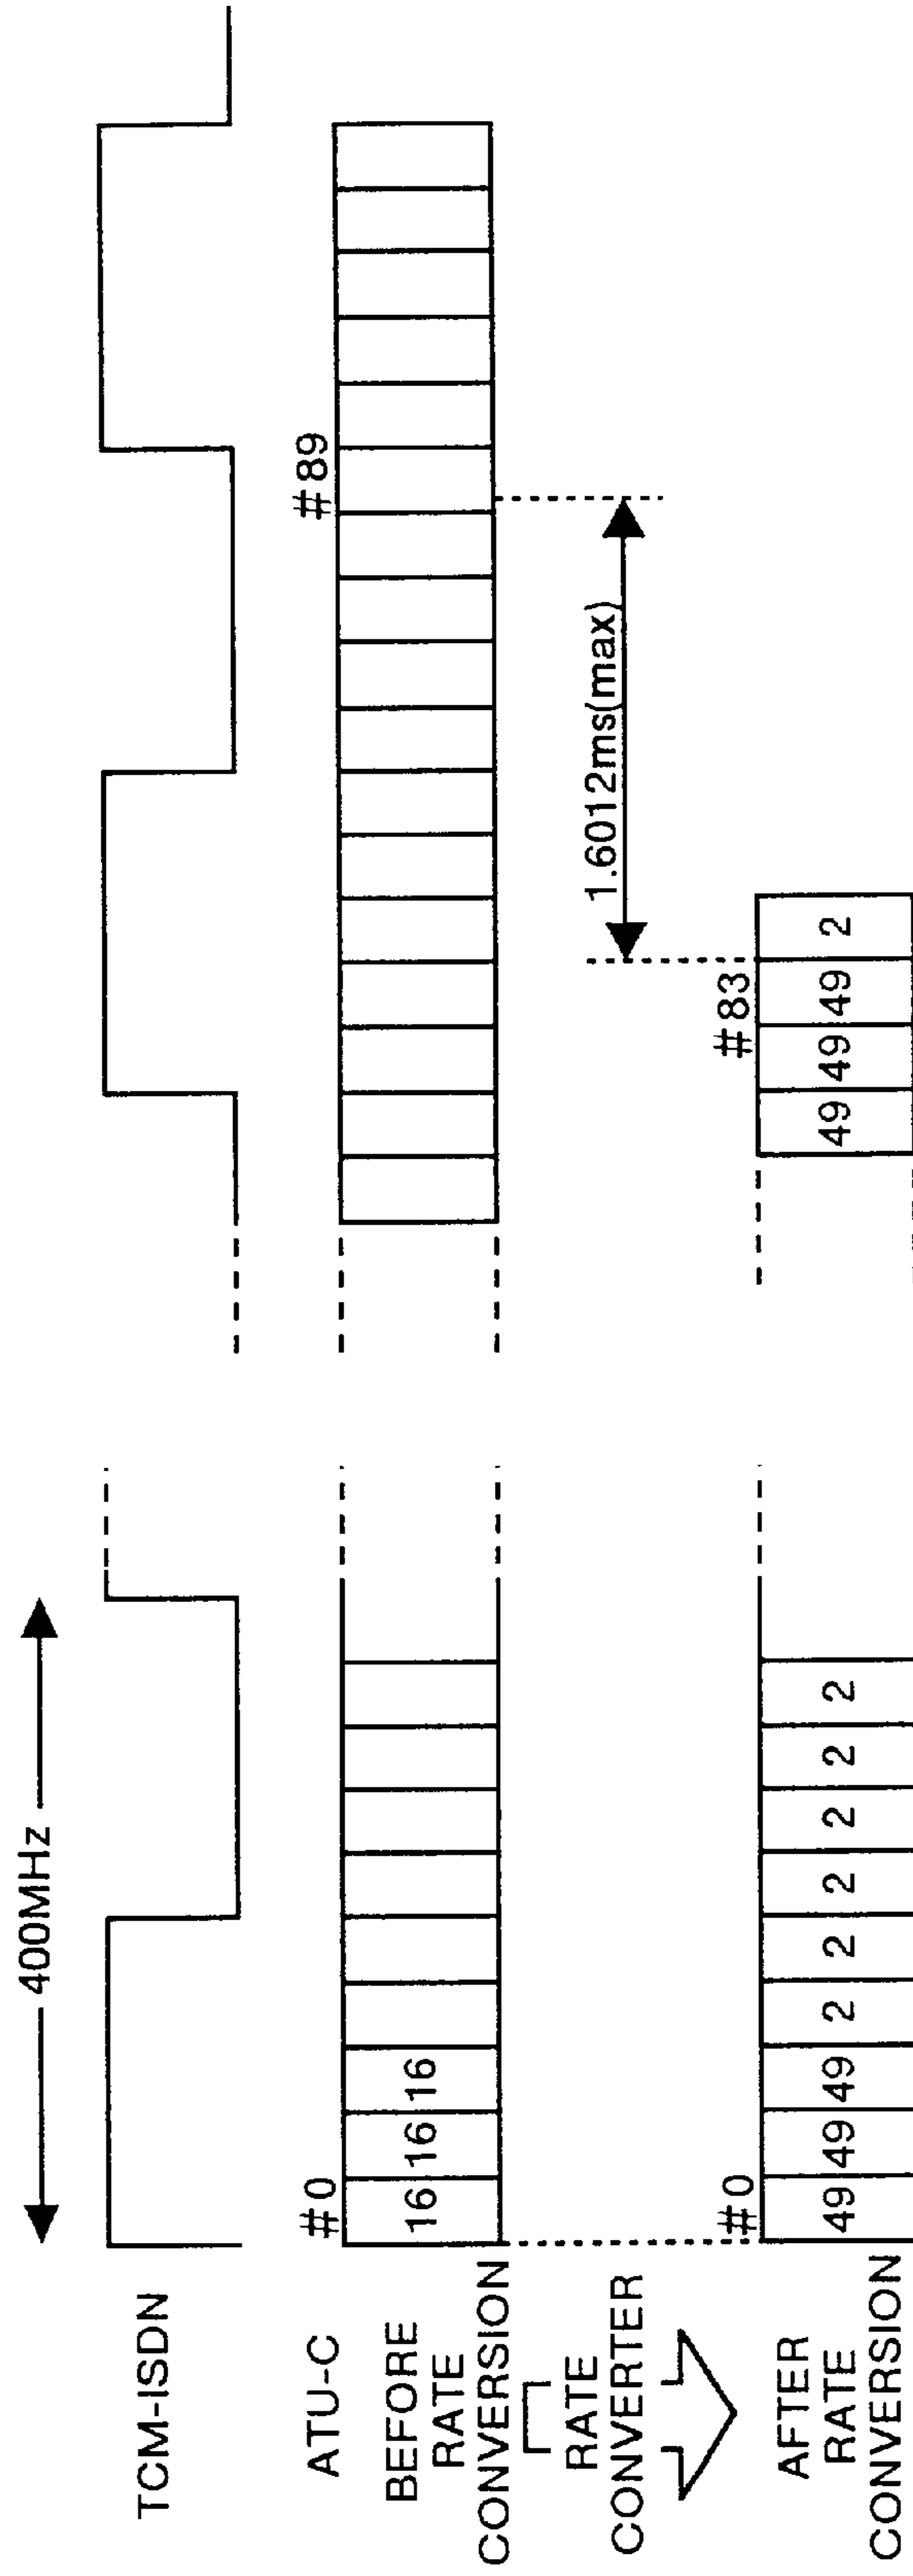 400MHz
TCM-ISDN
ATU-C
#0
#89
BEFORE
RATE
CONVERSION
16 16 16
RATE
CONVERTER
1.6012ms(max)
#0
#83
AFTER
RATE
CONVERSION
49 49 49 2 2 2 2 2 2
49 49 49 2